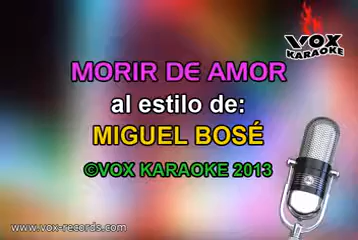 VOX
KARAOKE
MORIR DE AMOR
al estilo de:
MIGUEL BOSÉ
©VOX KARAOKE 2013
www.vox-records.com